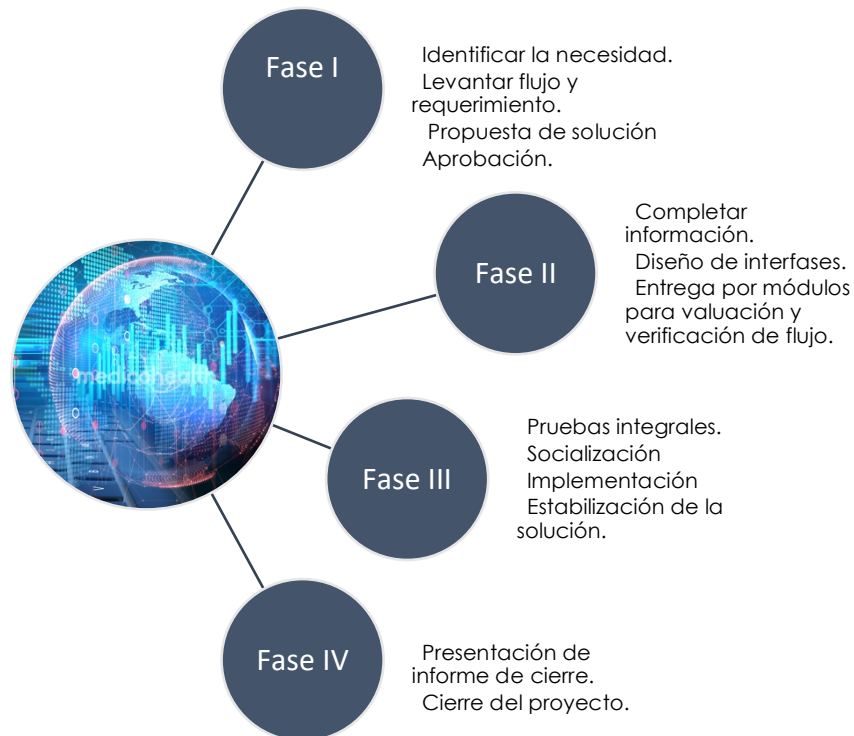 Fase I
Identificar la necesidad.
Levantar flujo y
requerimiento.
Propuesta de solución
Aprobación.
Fase II
Completar
información.
Diseño de interfases.
Entrega por módulos
para valuación y
verificación de flujo.
medicohealth
Fase III
Pruebas integrales.
Socialización
Implementación
Estabilización de la
solución.
Fase IV
Presentación de
informe de cierre.
Cierre del proyecto.